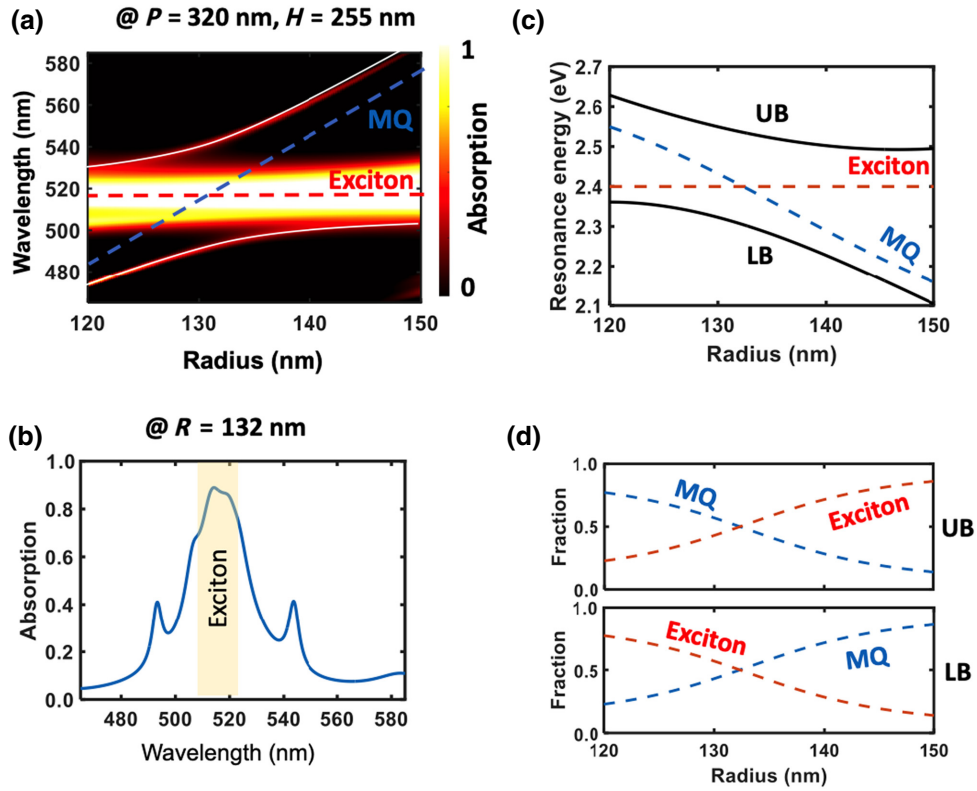 (a)
@ P = 320 nm, H = 255 nm
Wavelength (nm)
580
560
540
520
500
480
MQ
Exciton
120
130
140
150
Radius (nm)
1
Absorption
0
(c)
Resonance energy (eV)
2.7
2.6
2.5
2.4
2.3
2.2
2.1
UB
Exciton
MQ
LB
120
130
140
150
Radius (nm)
(b)
@ R = 132 nm
Absorption
1.0
0.8
0.6
0.4
0.2
0.0
Exciton
480
500
520
540
560
580
Wavelength (nm)
(d)
Fraction
1.0
0.5
0.0
MQ
Exciton
UB
Fraction
1.0
0.5
0.0
Exciton
MQ
LB
120
130
140
150
Radius (nm)